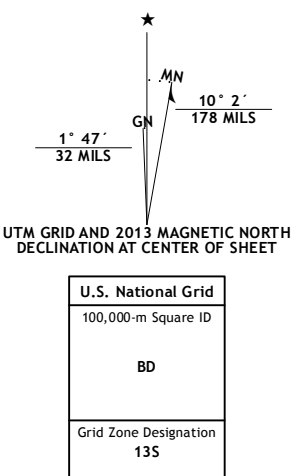 ★
MN
GN
10° 2´
178 MILS
1° 47´
32 MILS
UTM GRID AND 2013 MAGNETIC NORTH
DECLINATION AT CENTER OF SHEET
U.S. National Grid
100,000-m Square ID
BD
Grid Zone Designation
13S